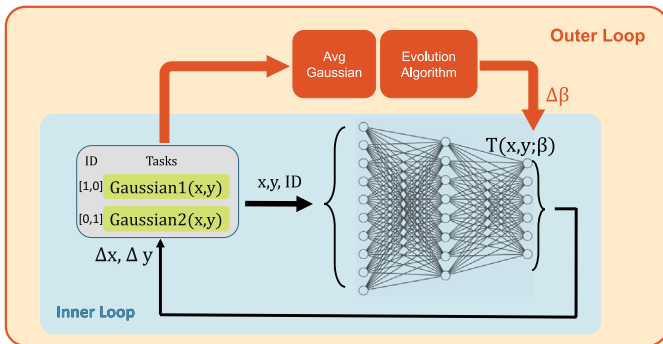 Outer Loop
Avg
Gaussian
Evolution
Algorithm
Δβ
T(x,y;β)
ID Tasks
[1,0] Gaussian1(x,y)
[0,1] Gaussian2(x,y)
x,y, ID
Δx, Δ y
Inner Loop